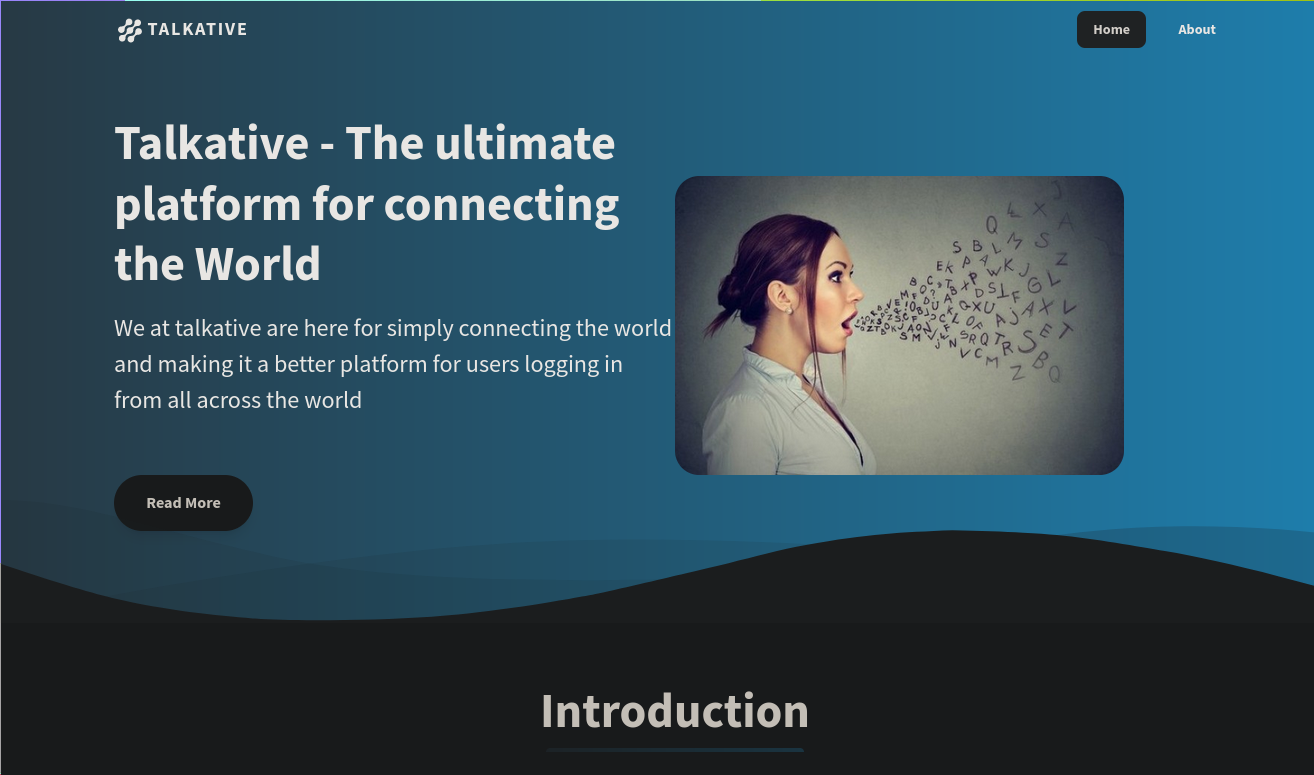 TALKATIVE
Home
About
Talkative - The ultimate
platform for connecting
the World
We at talkative are here for simply connecting the world
and making it a better platform for users logging in
from all across the world
Read More
Introduction